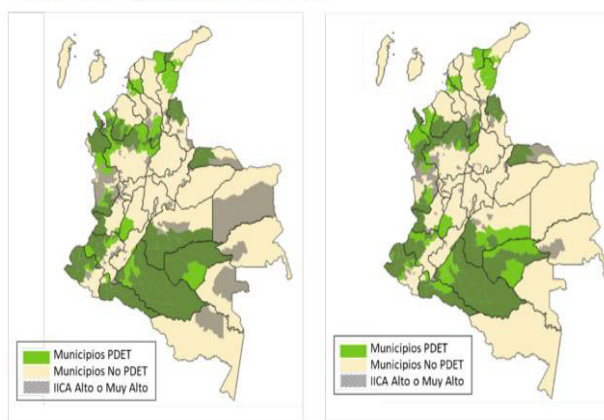 Municipios PDET
Municipios No PDET
IICA Alto o Muy Alto
Municipios PDET
Municipios No PDET
IICA Alto o Muy Alto